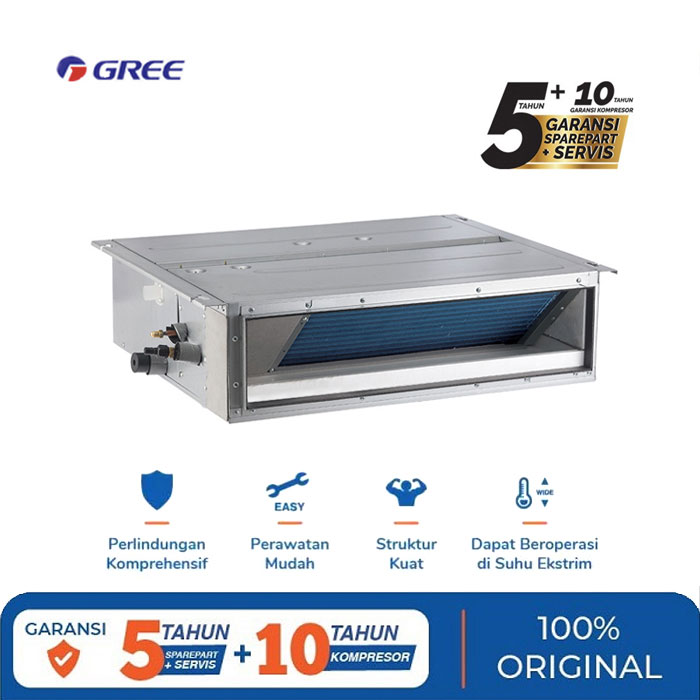 GREE
5 + 10 TAHUN
TAHUN GARANSI KOMPRESOR
GARANSI
SPAREPART
+ SERVIS
EASY
WIDE
Perlindungan
Komprehensif
Perawatan
Mudah
Struktur
Kuat
Dapat Beroperasi
di Suhu Ekstrim
GARANSI
5 TAHUN
SPAREPART
+ SERVIS
+ 10 TAHUN
KOMPRESOR
100%
ORIGINAL